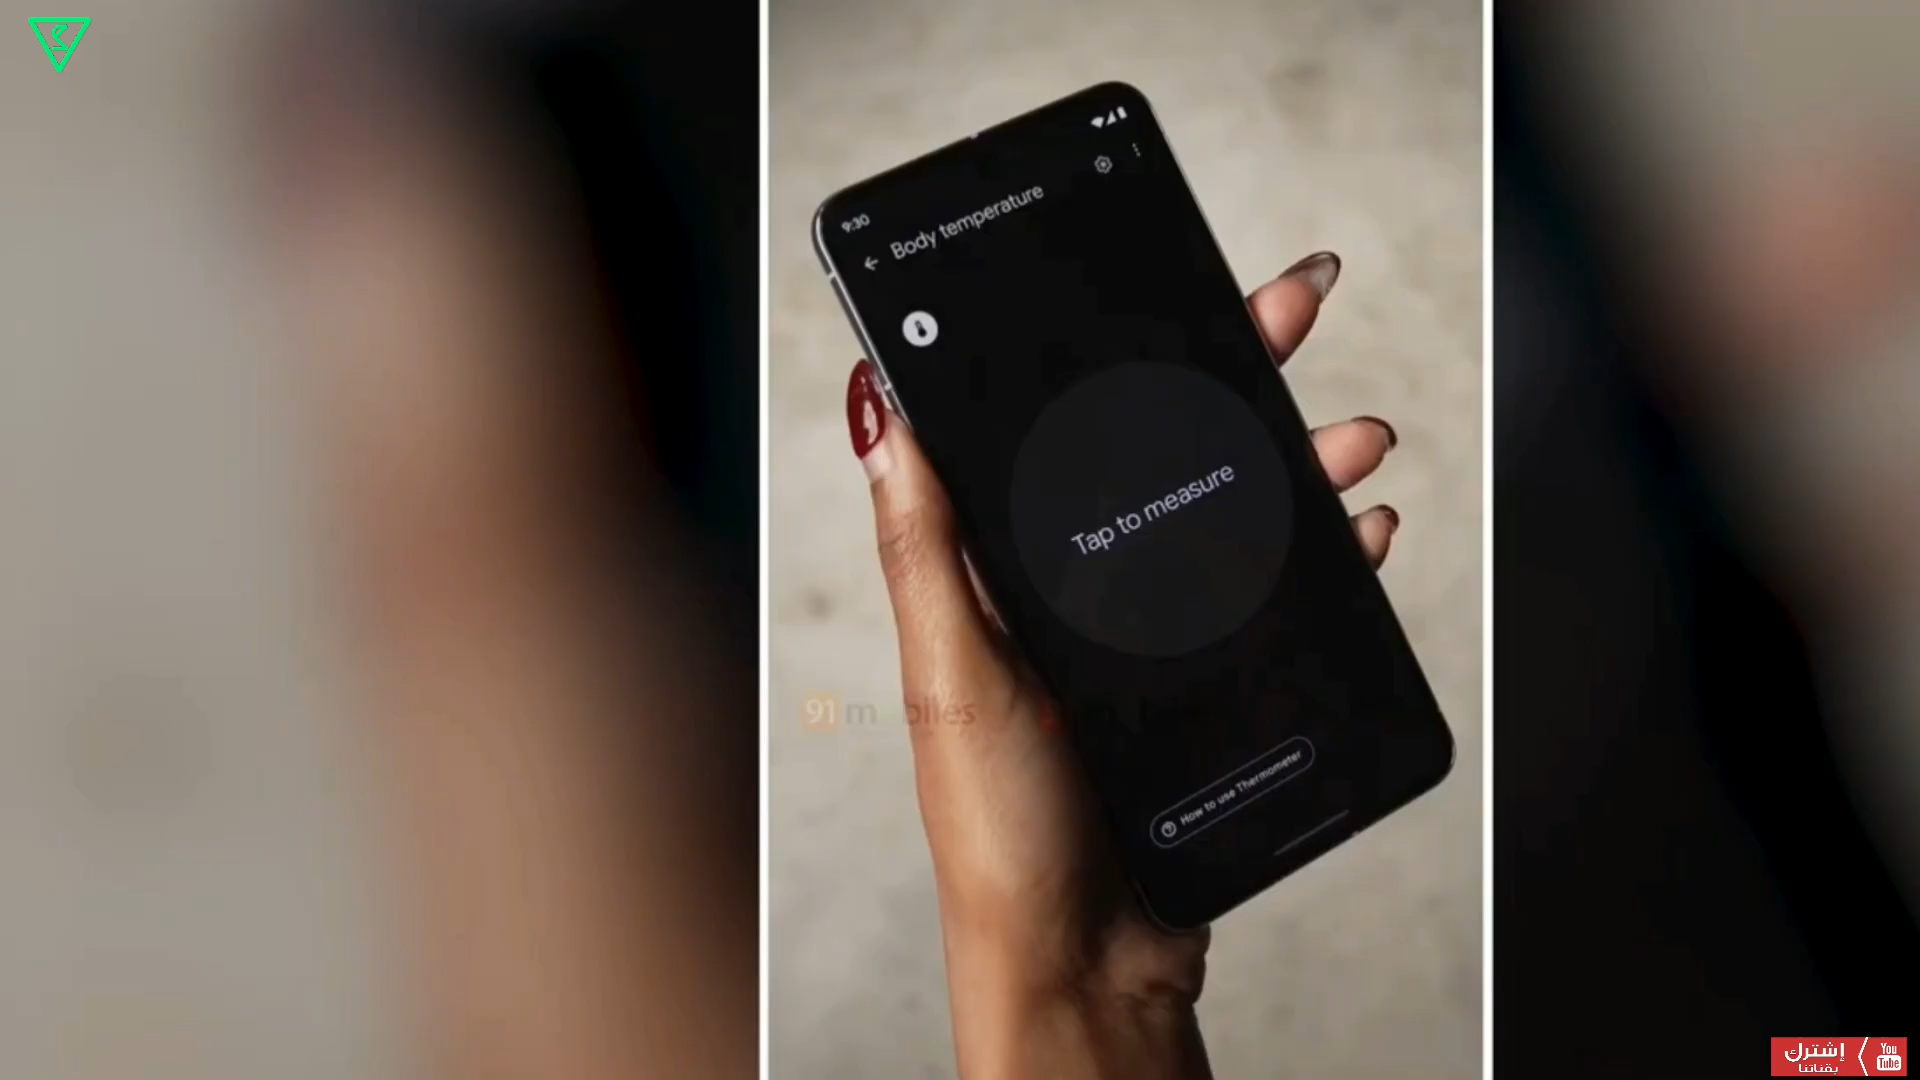 9:30
Body temperature
Tap to measure
How to use Thermometer
91mobiles
إشترك
بقناتنا
You
Tube